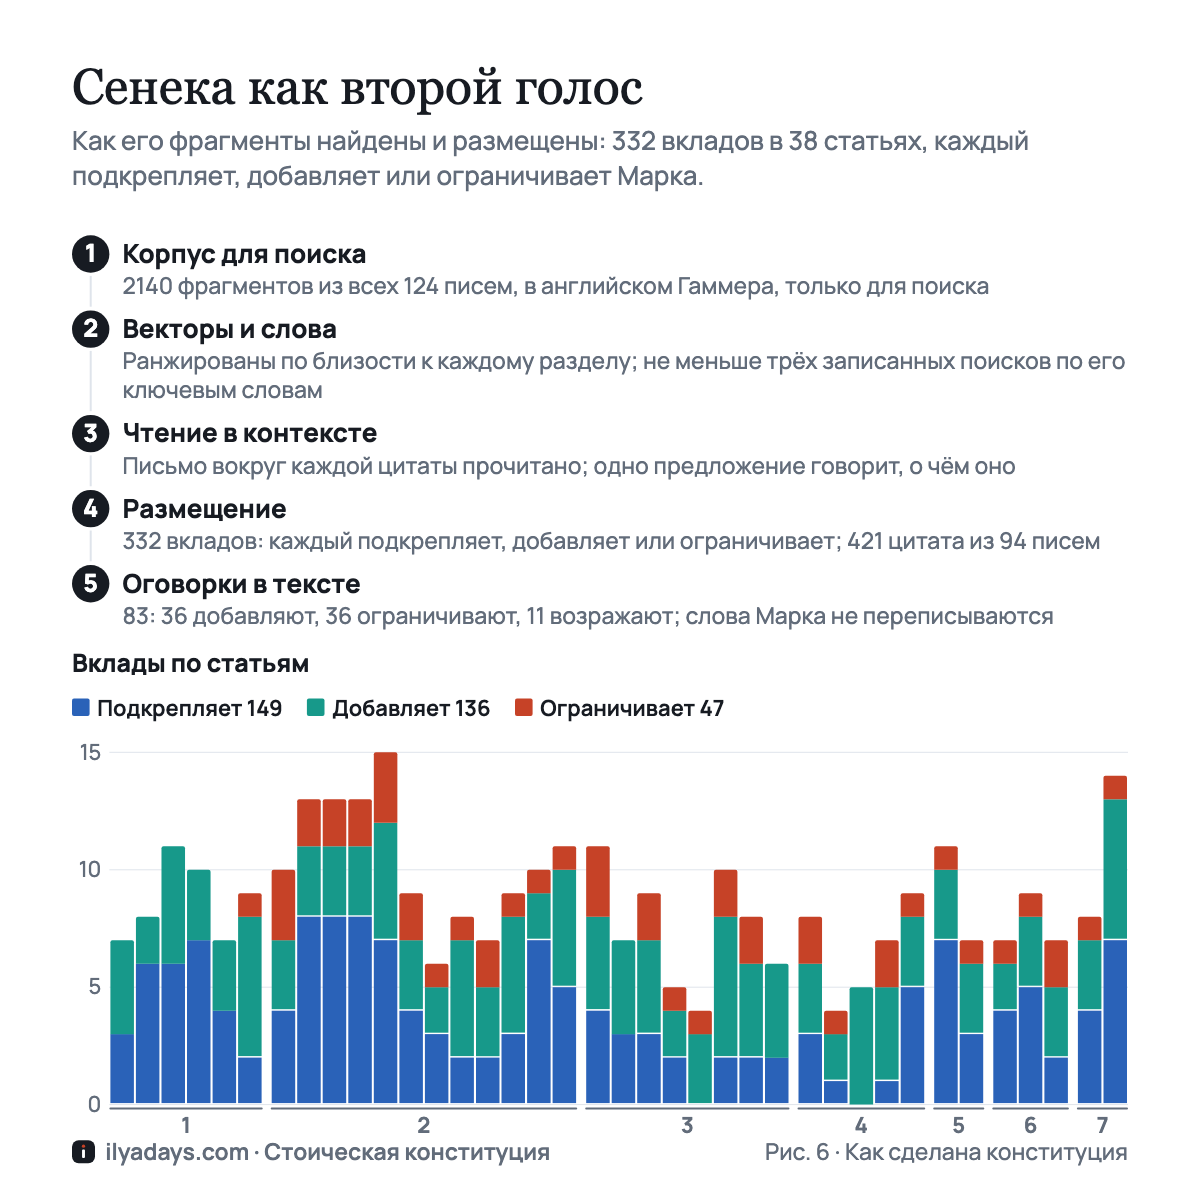 Сенека как второй голос
Как его фрагменты найдены и размещены: 332 вкладов в 38 статьях, каждый
подкрепляет, добавляет или ограничивает Марка.
1 Корпус для поиска
2140 фрагментов из всех 124 писем, в английском Гаммера, только для поиска
2 Векторы и слова
Ранжированы по близости к каждому разделу; не меньше трёх записанных поисков по его
ключевым словам
3 Чтение в контексте
Письмо вокруг каждой цитаты прочитано; одно предложение говорит, о чём оно
4 Размещение
332 вкладов: каждый подкрепляет, добавляет или ограничивает; 421 цитата из 94 писем
5 Оговорки в тексте
83: 36 добавляют, 36 ограничивают, 11 возражают; слова Марка не переписываются
Вклады по статьям
Подкрепляет 149 Добавляет 136 Ограничивает 47
15
10
5
0
1 2 3 4 5 6 7
i ilyadays.com · Стоическая конституция Рис. 6 · Как сделана конституция